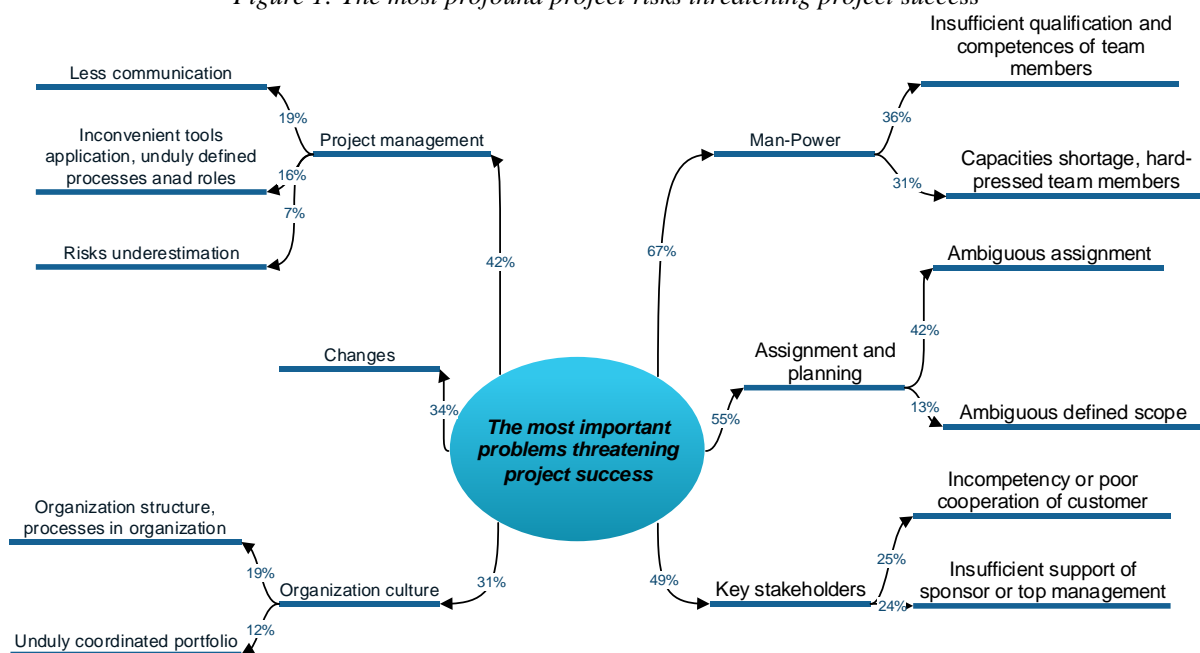 Figure 1: The most profound project risks threatening project success
Insufficient qualification and
competences of team
members
Less communication
19%
36%
Inconvenient tools
application, unduly defined
processes anad roles
Project management
Man-Power
Capacities shortage, hard-
pressed team members
16%
31%
7%
Risks underestimation
42%
67%
Ambiguous assignment
42%
Changes
Assignment and
planning
34%
13%
Ambiguous defined scope
55%
The most important
problems threatening
project success
Incompetency or poor
cooperation of customer
Organization structure,
processes in organization
25%
19%
31%
49%
Insufficient support of
sponsor or top management
Organization culture
Key stakeholders
24%
12%
Unduly coordinated portfolio